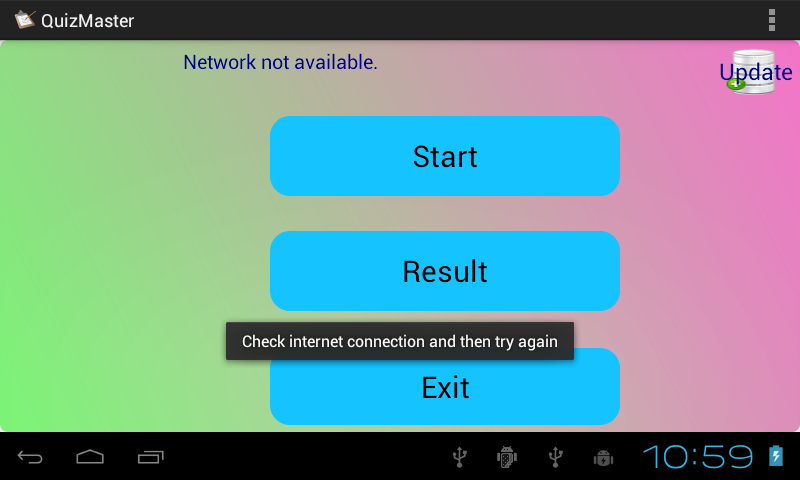 QuizMaster
Network not available.
Update
Start
Result
Check internet connection and then try again
Exit
10:59